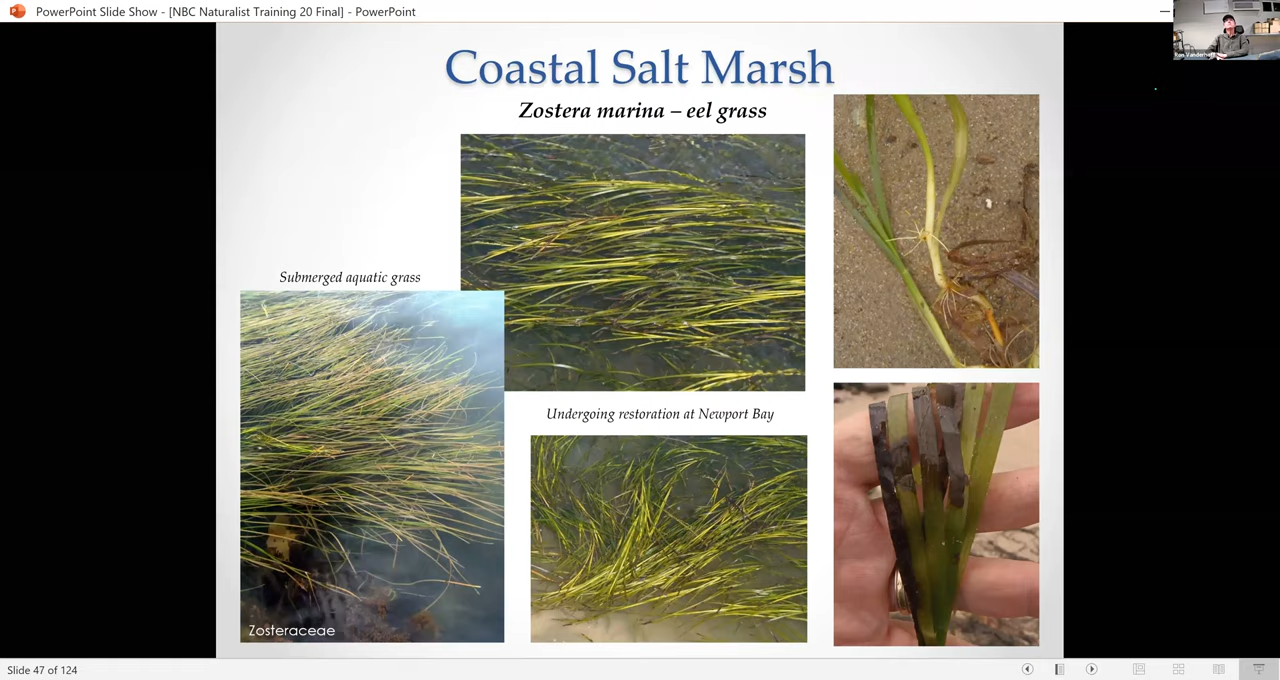 PowerPoint Slide Show - [NBC Naturalist Training 20 Final] - PowerPoint
Coastal Salt Marsh
Zostera marina – eel grass
Submerged aquatic grass
Undergoing restoration at Newport Bay
Zosteraceae
Slide 47 of 124